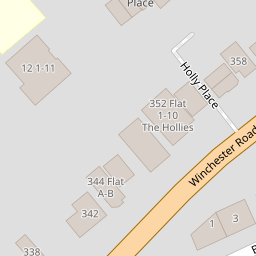 Place
12 1-11
358
Holly Place
352 Flat
1-10
The Hollies
Winchester Road
344 Flat
A-B
342
1
3
338